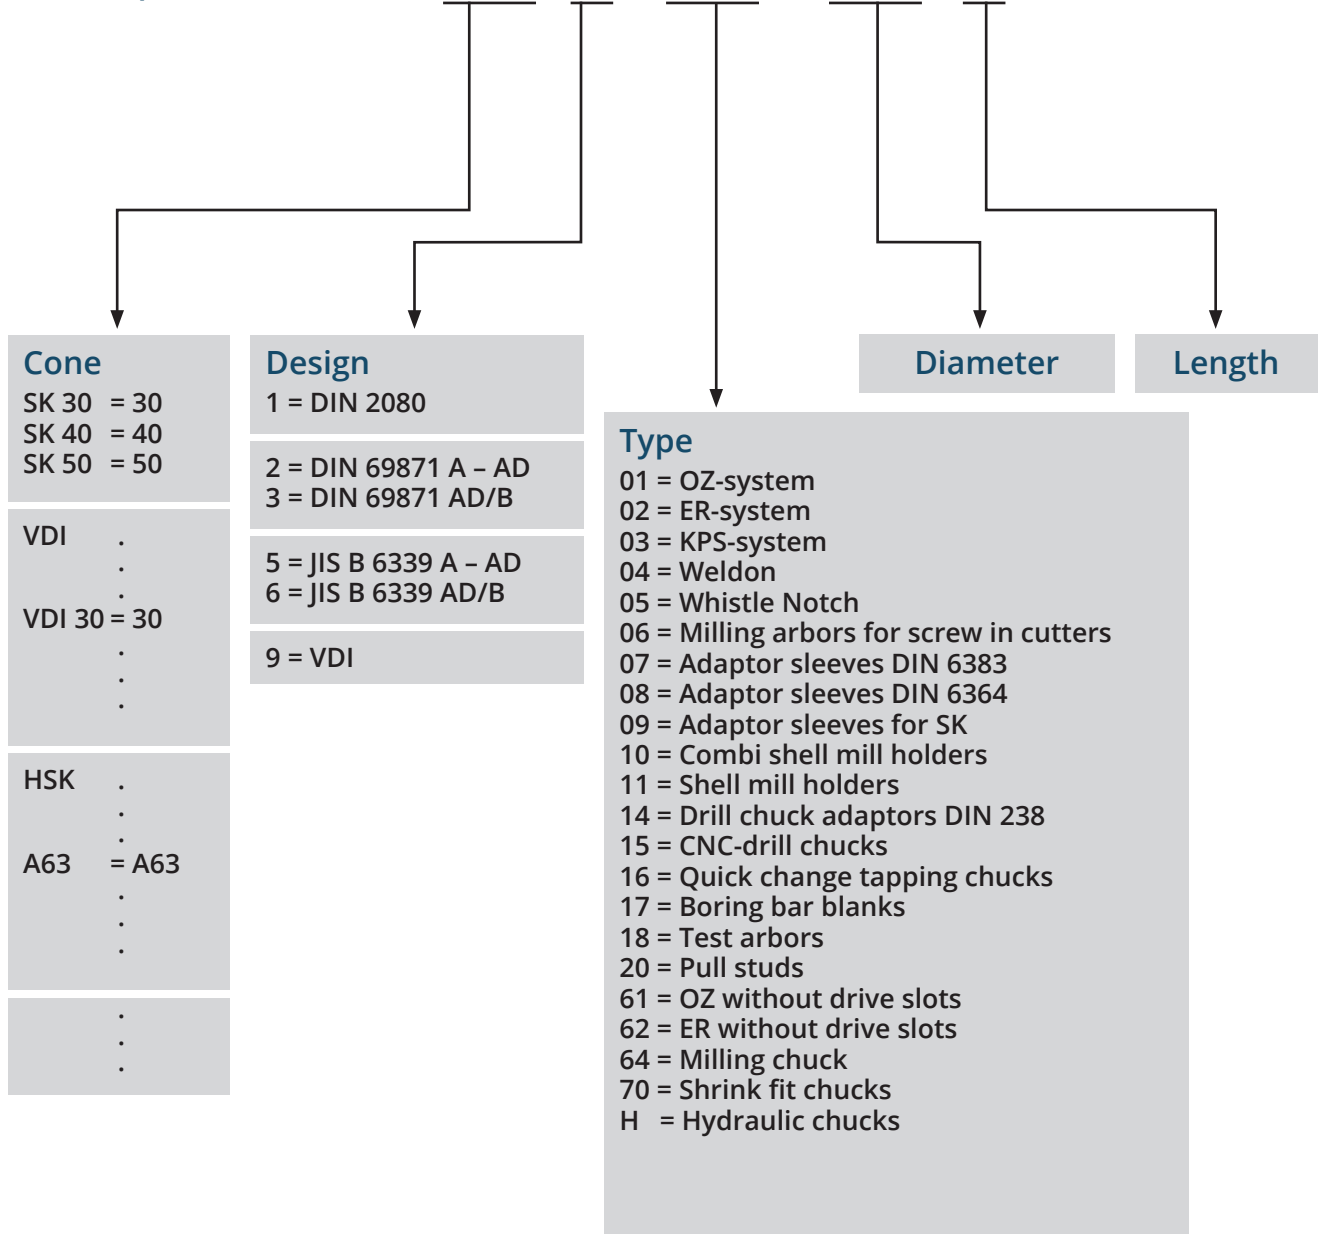 Cone
SK 30 = 30
SK 40 = 40
SK 50 = 50
VDI .
.
.
VDI 30 = 30
.
.
.
HSK .
.
.
A63 = A63
.
.
.
.
.
.
Design
1 = DIN 2080
2 = DIN 69871 A – AD
3 = DIN 69871 AD/B
5 = JIS B 6339 A – AD
6 = JIS B 6339 AD/B
9 = VDI
Type
01 = OZ-system
02 = ER-system
03 = KPS-system
04 = Weldon
05 = Whistle Notch
06 = Milling arbors for screw in cutters
07 = Adaptor sleeves DIN 6383
08 = Adaptor sleeves DIN 6364
09 = Adaptor sleeves for SK
10 = Combi shell mill holders
11 = Shell mill holders
14 = Drill chuck adaptors DIN 238
15 = CNC-drill chucks
16 = Quick change tapping chucks
17 = Boring bar blanks
18 = Test arbors
20 = Pull studs
61 = OZ without drive slots
62 = ER without drive slots
64 = Milling chuck
70 = Shrink fit chucks
H = Hydraulic chucks
Diameter
Length